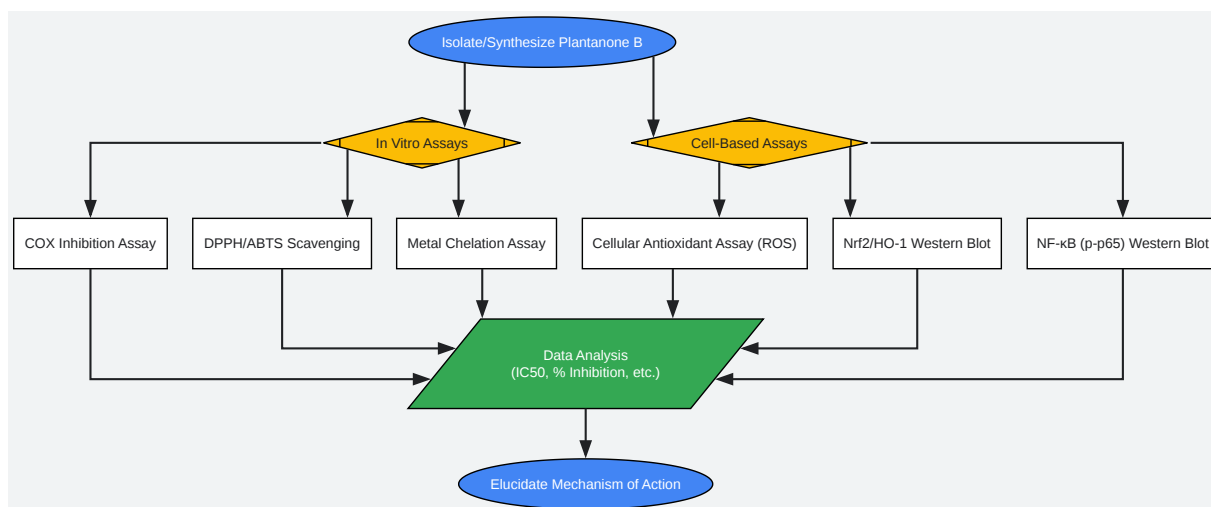 Isolate/Synthesize Plantanone B
In Vitro Assays
Cell-Based Assays
COX Inhibition Assay
DPPH/ABTS Scavenging
Metal Chelation Assay
Cellular Antioxidant Assay (ROS)
Nrf2/HO-1 Western Blot
NF-κB (p-p65) Western Blot
Data Analysis
(IC50, % Inhibition, etc.)
Elucidate Mechanism of Action